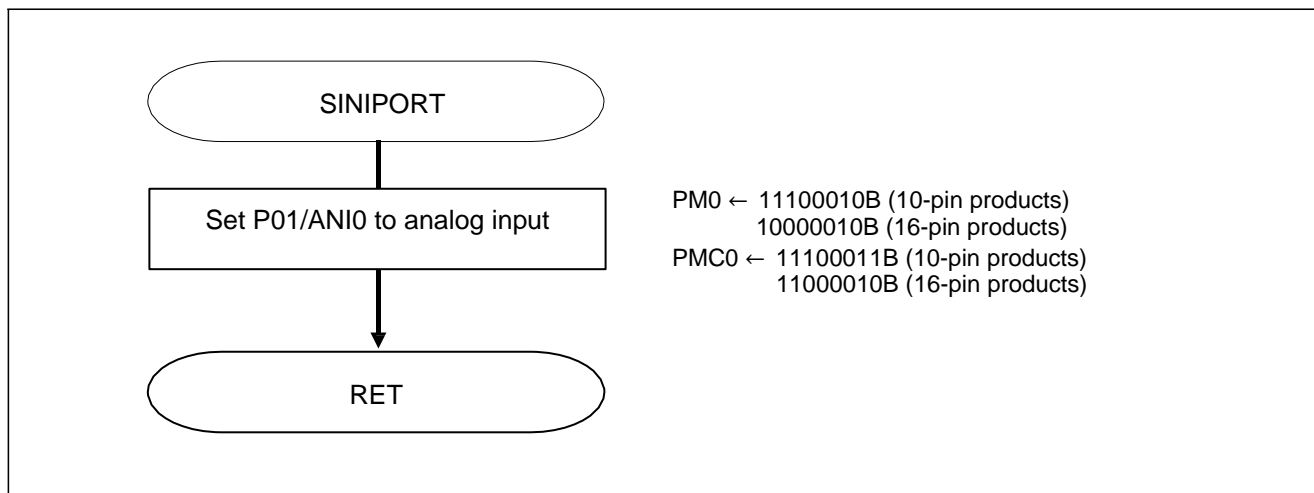 SINIPORT
Set P01/ANI0 to analog input
PM0 ← 11100010B (10-pin products)
10000010B (16-pin products)
PMC0 ← 11100011B (10-pin products)
11000010B (16-pin products)
RET